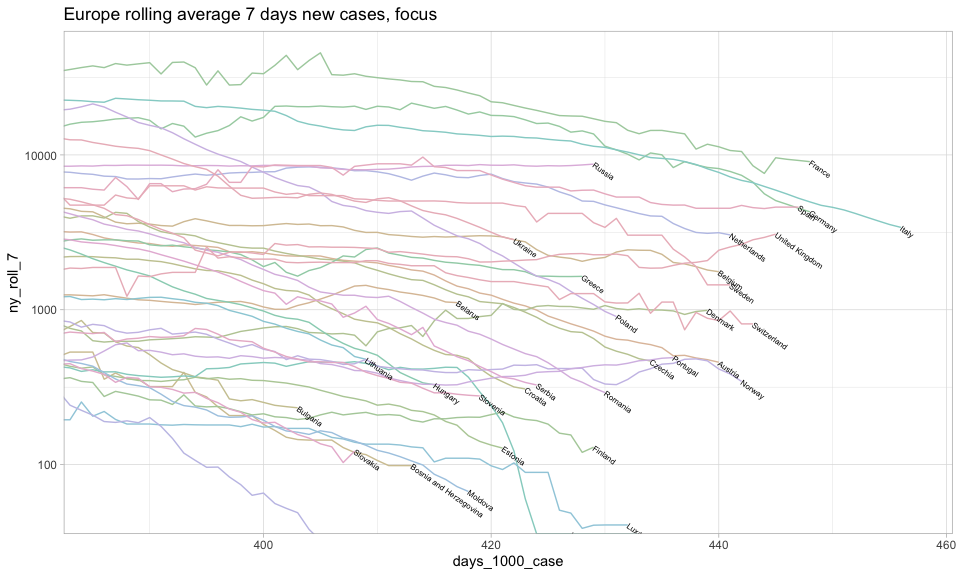 Europe rolling average 7 days new cases, focus
ny_roll_7
10000
1000
100
France
Russia
Spain
Germany
Italy
Netherlands
United Kingdom
Ukraine
Belgium
Sweden
Greece
Denmark
Switzerland
Belarus
Poland
Lithuania
Portugal
Czechia
Austria
Norway
Hungary
Serbia
Croatia
Romania
Slovenia
Bulgaria
Finland
Estonia
Slovakia
Bosnia and Herzegovina
Moldova
Luxe
400
420
440
460
days_1000_case